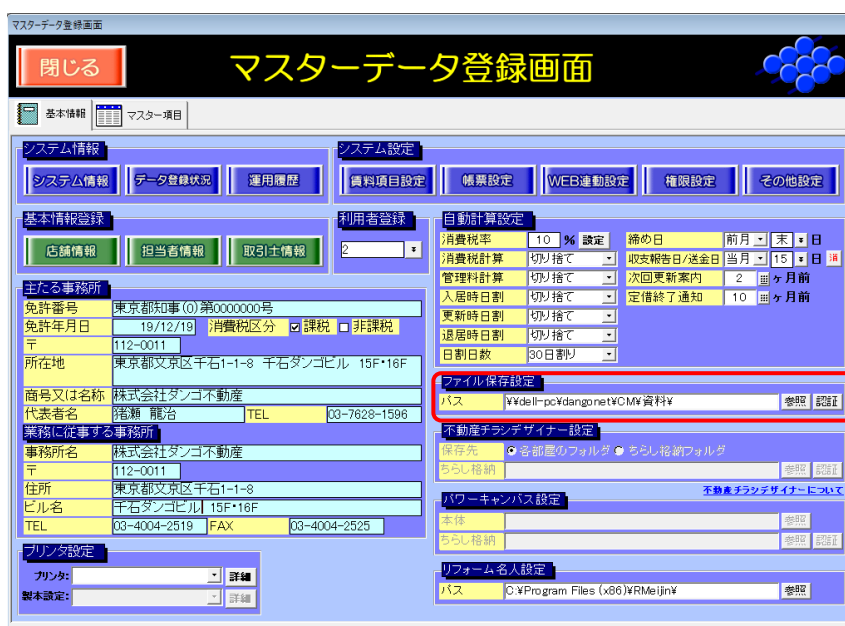 マスターデータ登録画面
閉じる
マスターデータ登録画面
基本情報 マスター項目
システム情報
システム情報 データ登録状況 運用履歴
システム設定
賃料項目設定 帳票設定 WEB連動設定 権限設定 その他設定
基本情報登録
店舗情報 担当者情報 取引士情報
利用者登録
2
自動計算設定
消費税率 10 % 設定 締め日 前月 末 日
消費税計算 切り捨て 収支報告日/送金日 当月 15 日 消
管理料計算 切り捨て 次回更新案内 2 ヶ月前
入居時日割 切り捨て 定借終了通知 10 ヶ月前
更新時日割 切り捨て
退居時日割 切り捨て
日割日数 30日割り
主たる事務所
免許番号 東京都知事(0)第0000000号
免許年月日 19/12/19 消費税区分 課税 非課税
〒 112-0011
所在地 東京都文京区千石1-1-8 千石ダンゴビル 15F・16F
商号又は名称 株式会社ダンゴ不動産
代表者名 猪瀬 龍治 TEL 03-7628-1596
業務に従事する事務所
事務所名 株式会社ダンゴ不動産
〒 112-0011
住所 東京都文京区千石1-1-8
ビル名 千石ダンゴビル 15F・16F
TEL 03-4004-2519 FAX 03-4004-2525
プリンタ設定
プリンタ: 詳細
製本設定: 詳細
ファイル保存設定
パス ¥¥dell-pc¥dangonet¥CM¥資料¥ 参照 認証
不動産チラシデザイナー設定
保存先 各部屋のフォルダ ちらし格納フォルダ
ちらし格納 参照 認証
不動産チラシデザイナーについて
パワーキャンバス設定
本体 参照
ちらし格納 参照 認証
リフォーム名人設定
パス C:¥Program Files (x86)¥RMeijin¥ 参照